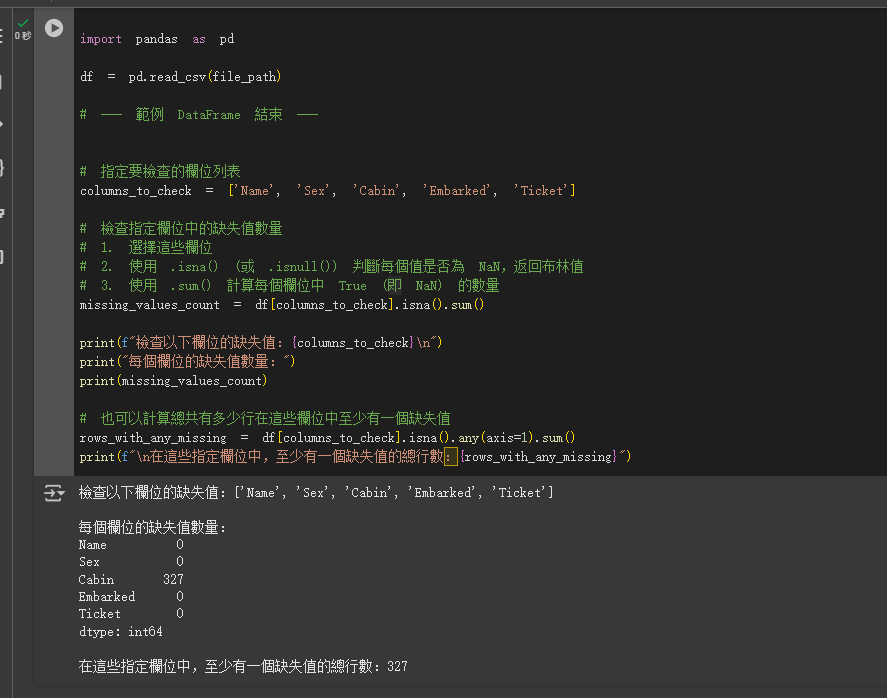 0秒
import pandas as pd
df = pd.read_csv(file_path)
# —— 範例 DataFrame 結束 ——
# 指定要檢查的欄位列表
columns_to_check = ['Name', 'Sex', 'Cabin', 'Embarked', 'Ticket']
# 檢查指定欄位中的缺失值數量
# 1. 選擇這些欄位
# 2. 使用 .isna() (或 .isnull()) 判斷每個值是否為 NaN，返回布林值
# 3. 使用 .sum() 計算每個欄位中 True (即 NaN) 的數量
missing_values_count = df[columns_to_check].isna().sum()
print(f"檢查以下欄位的缺失值: {columns_to_check}\n")
print("每個欄位的缺失值數量: ")
print(missing_values_count)
# 也可以計算總共有多少行在這些欄位中至少有一個缺失值
rows_with_any_missing = df[columns_to_check].isna().any(axis=1).sum()
print(f"\n在這些指定欄位中，至少有一個缺失值的總行數：{rows_with_any_missing}")
檢查以下欄位的缺失值: ['Name', 'Sex', 'Cabin', 'Embarked', 'Ticket']
每個欄位的缺失值數量:
Name 0
Sex 0
Cabin 327
Embarked 0
Ticket 0
dtype: int64
在這些指定欄位中，至少有一個缺失值的總行數：327